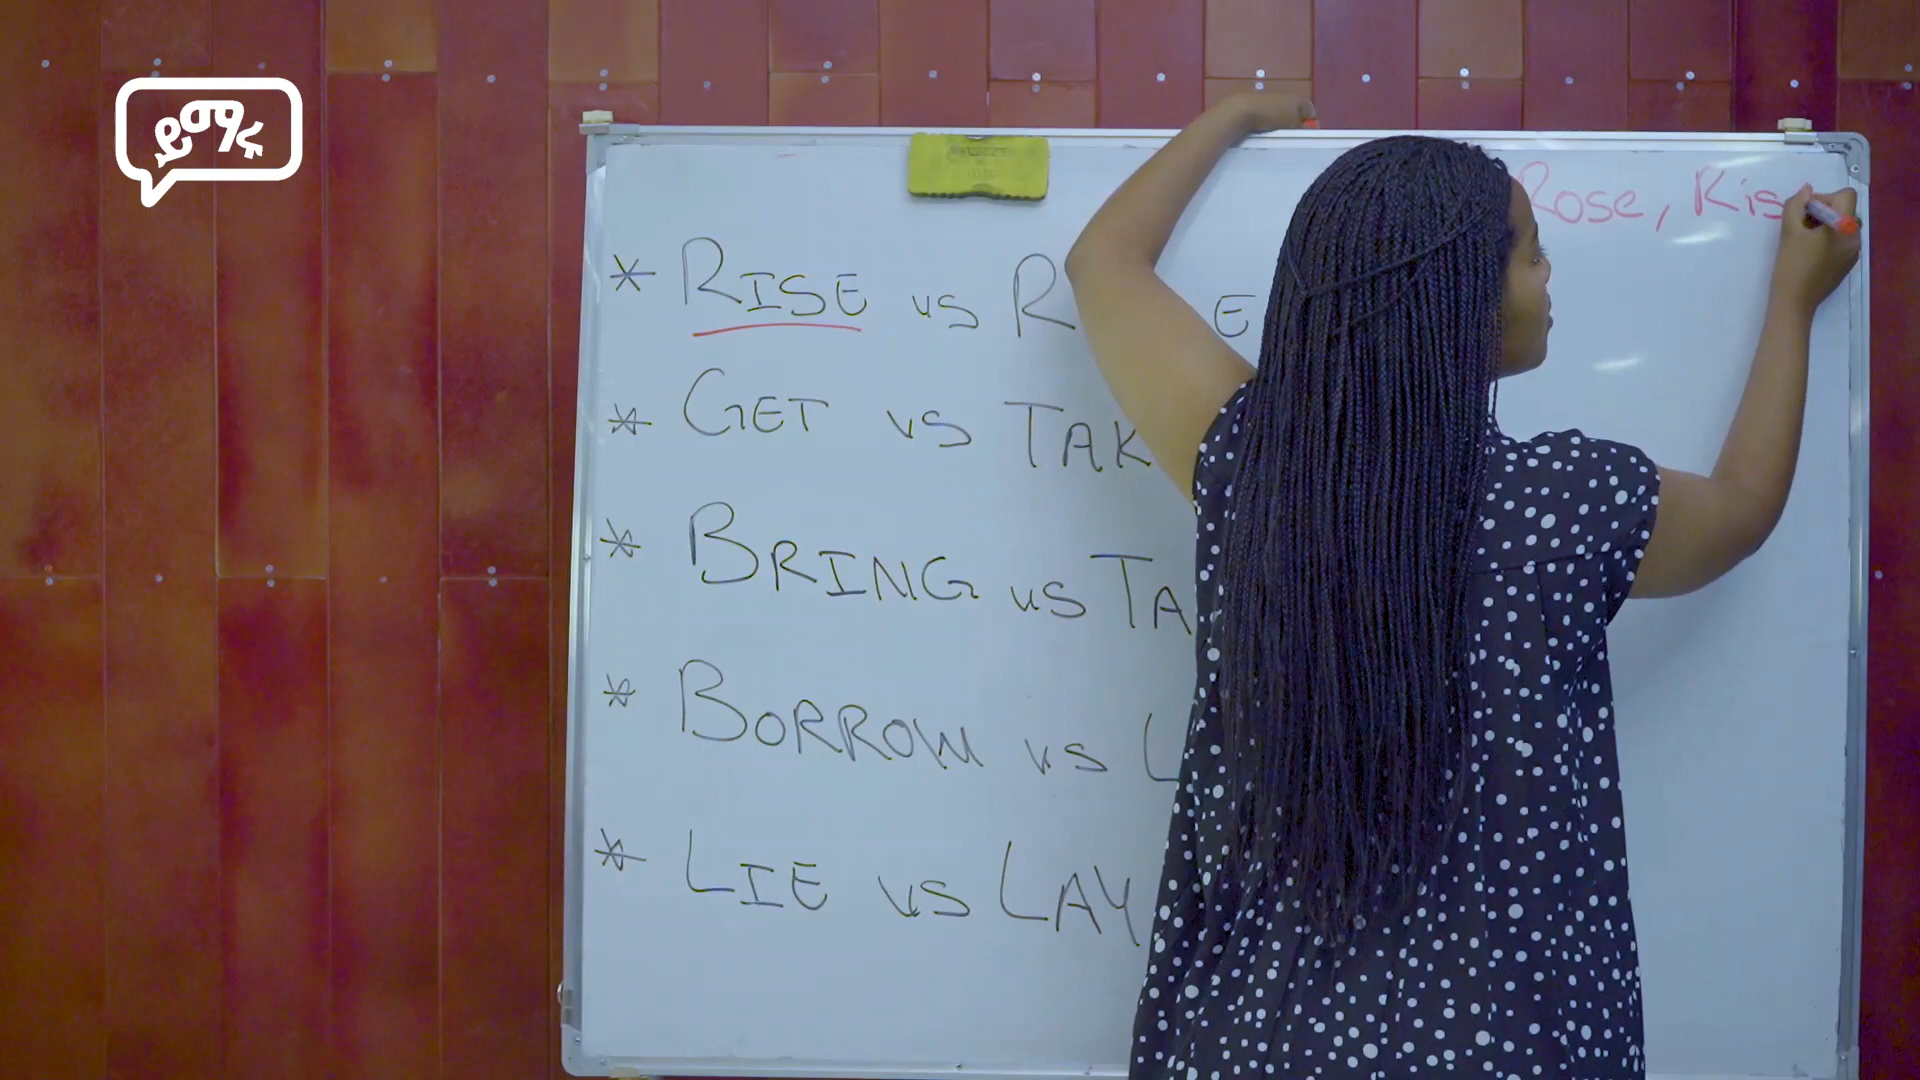 ይማሩ
Rose, Ris
* RISE vs R E
* GET vs TAK
* BRING vs TA
* BORROW vs L
* LIE vs LAY